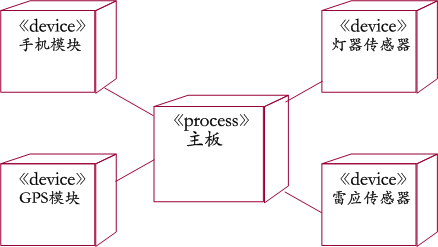 《device》
手机模块
《device》
灯器传感器
《process》
主板
《device》
GPS模块
《device》
雷应传感器